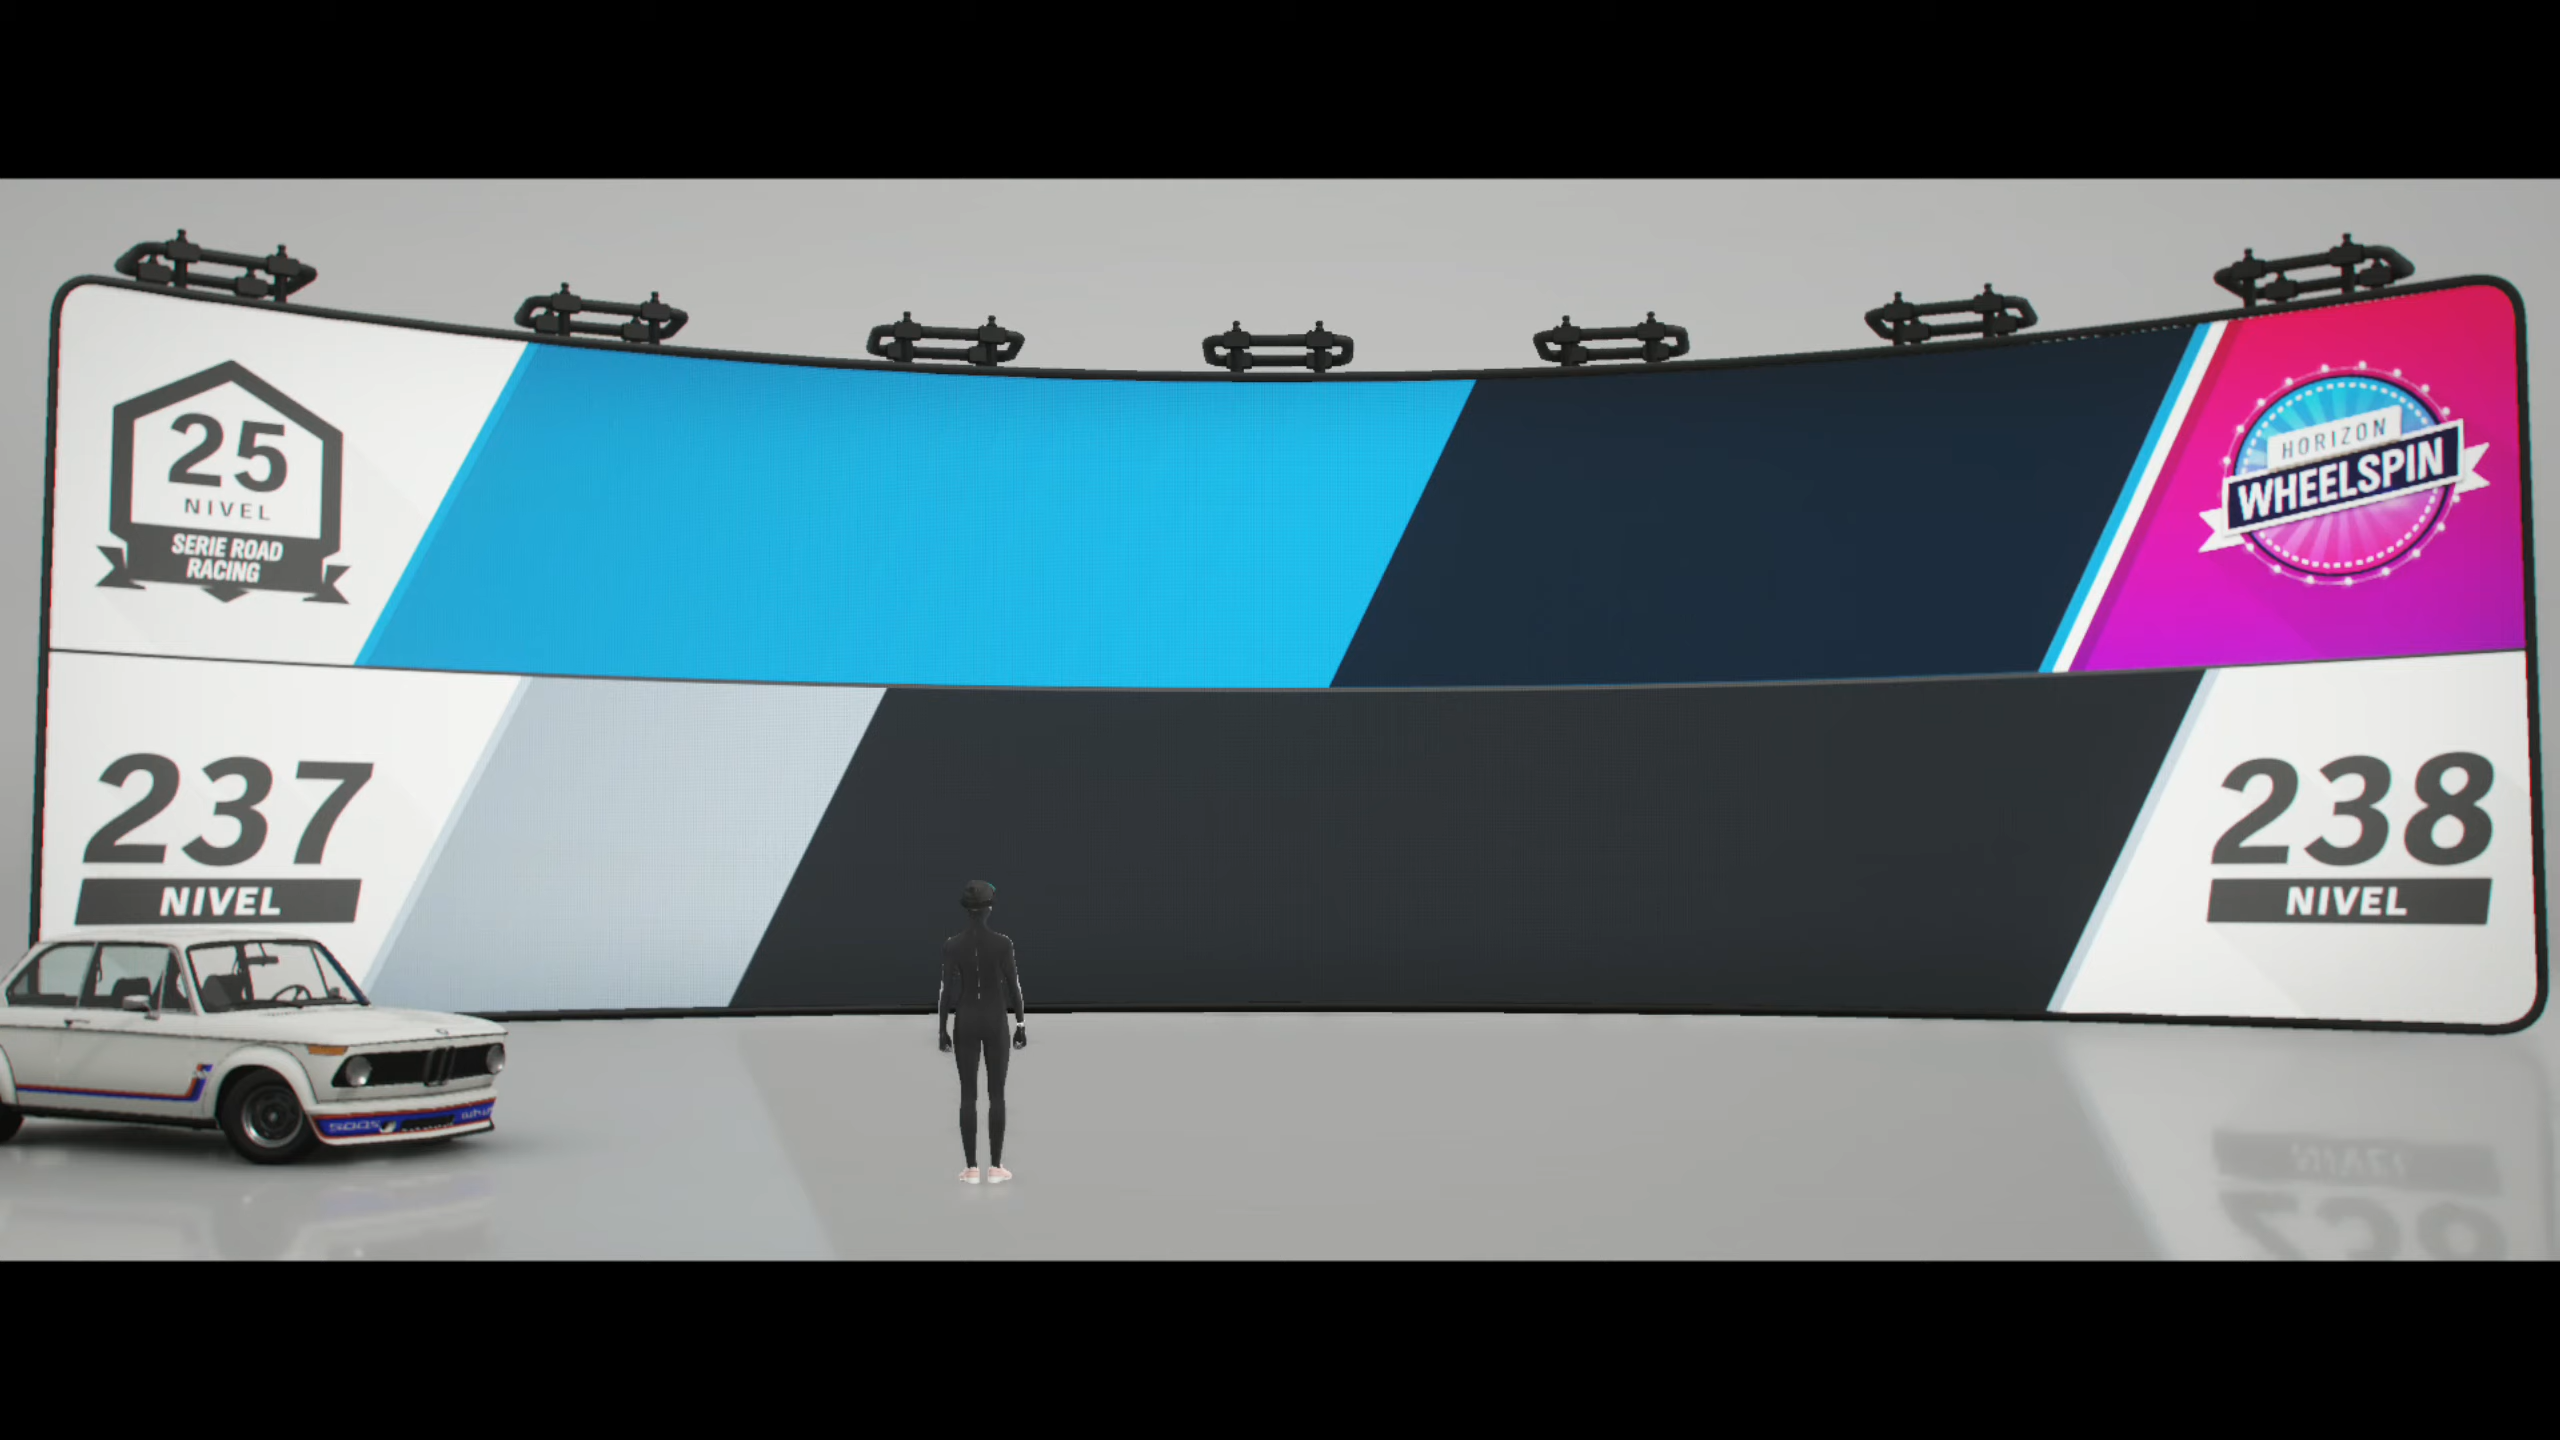 25
NIVEL
SERIE ROAD
RACING
HORIZON
WHEELSPIN
237
NIVEL
238
NIVEL